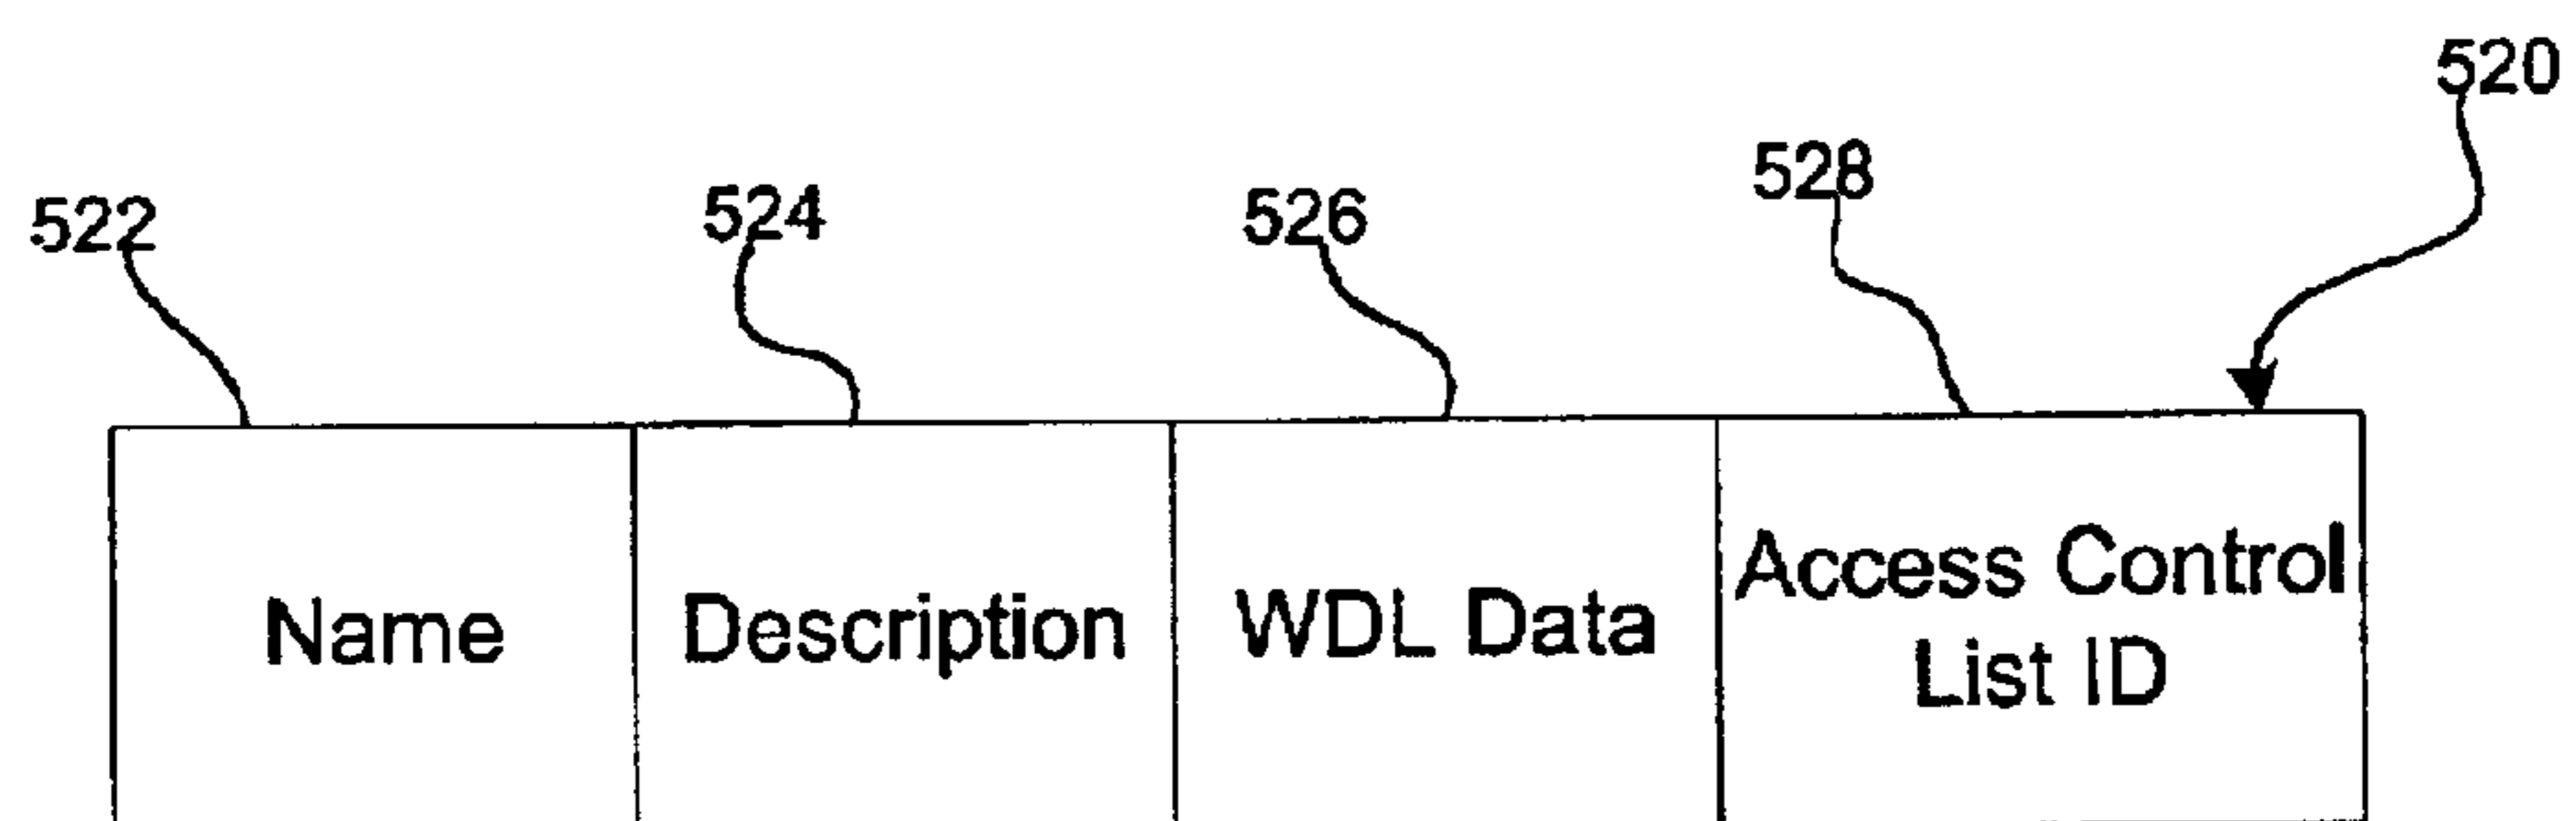 520
528
524
526
522
Name
Description
WDL Data
Access Control
List ID